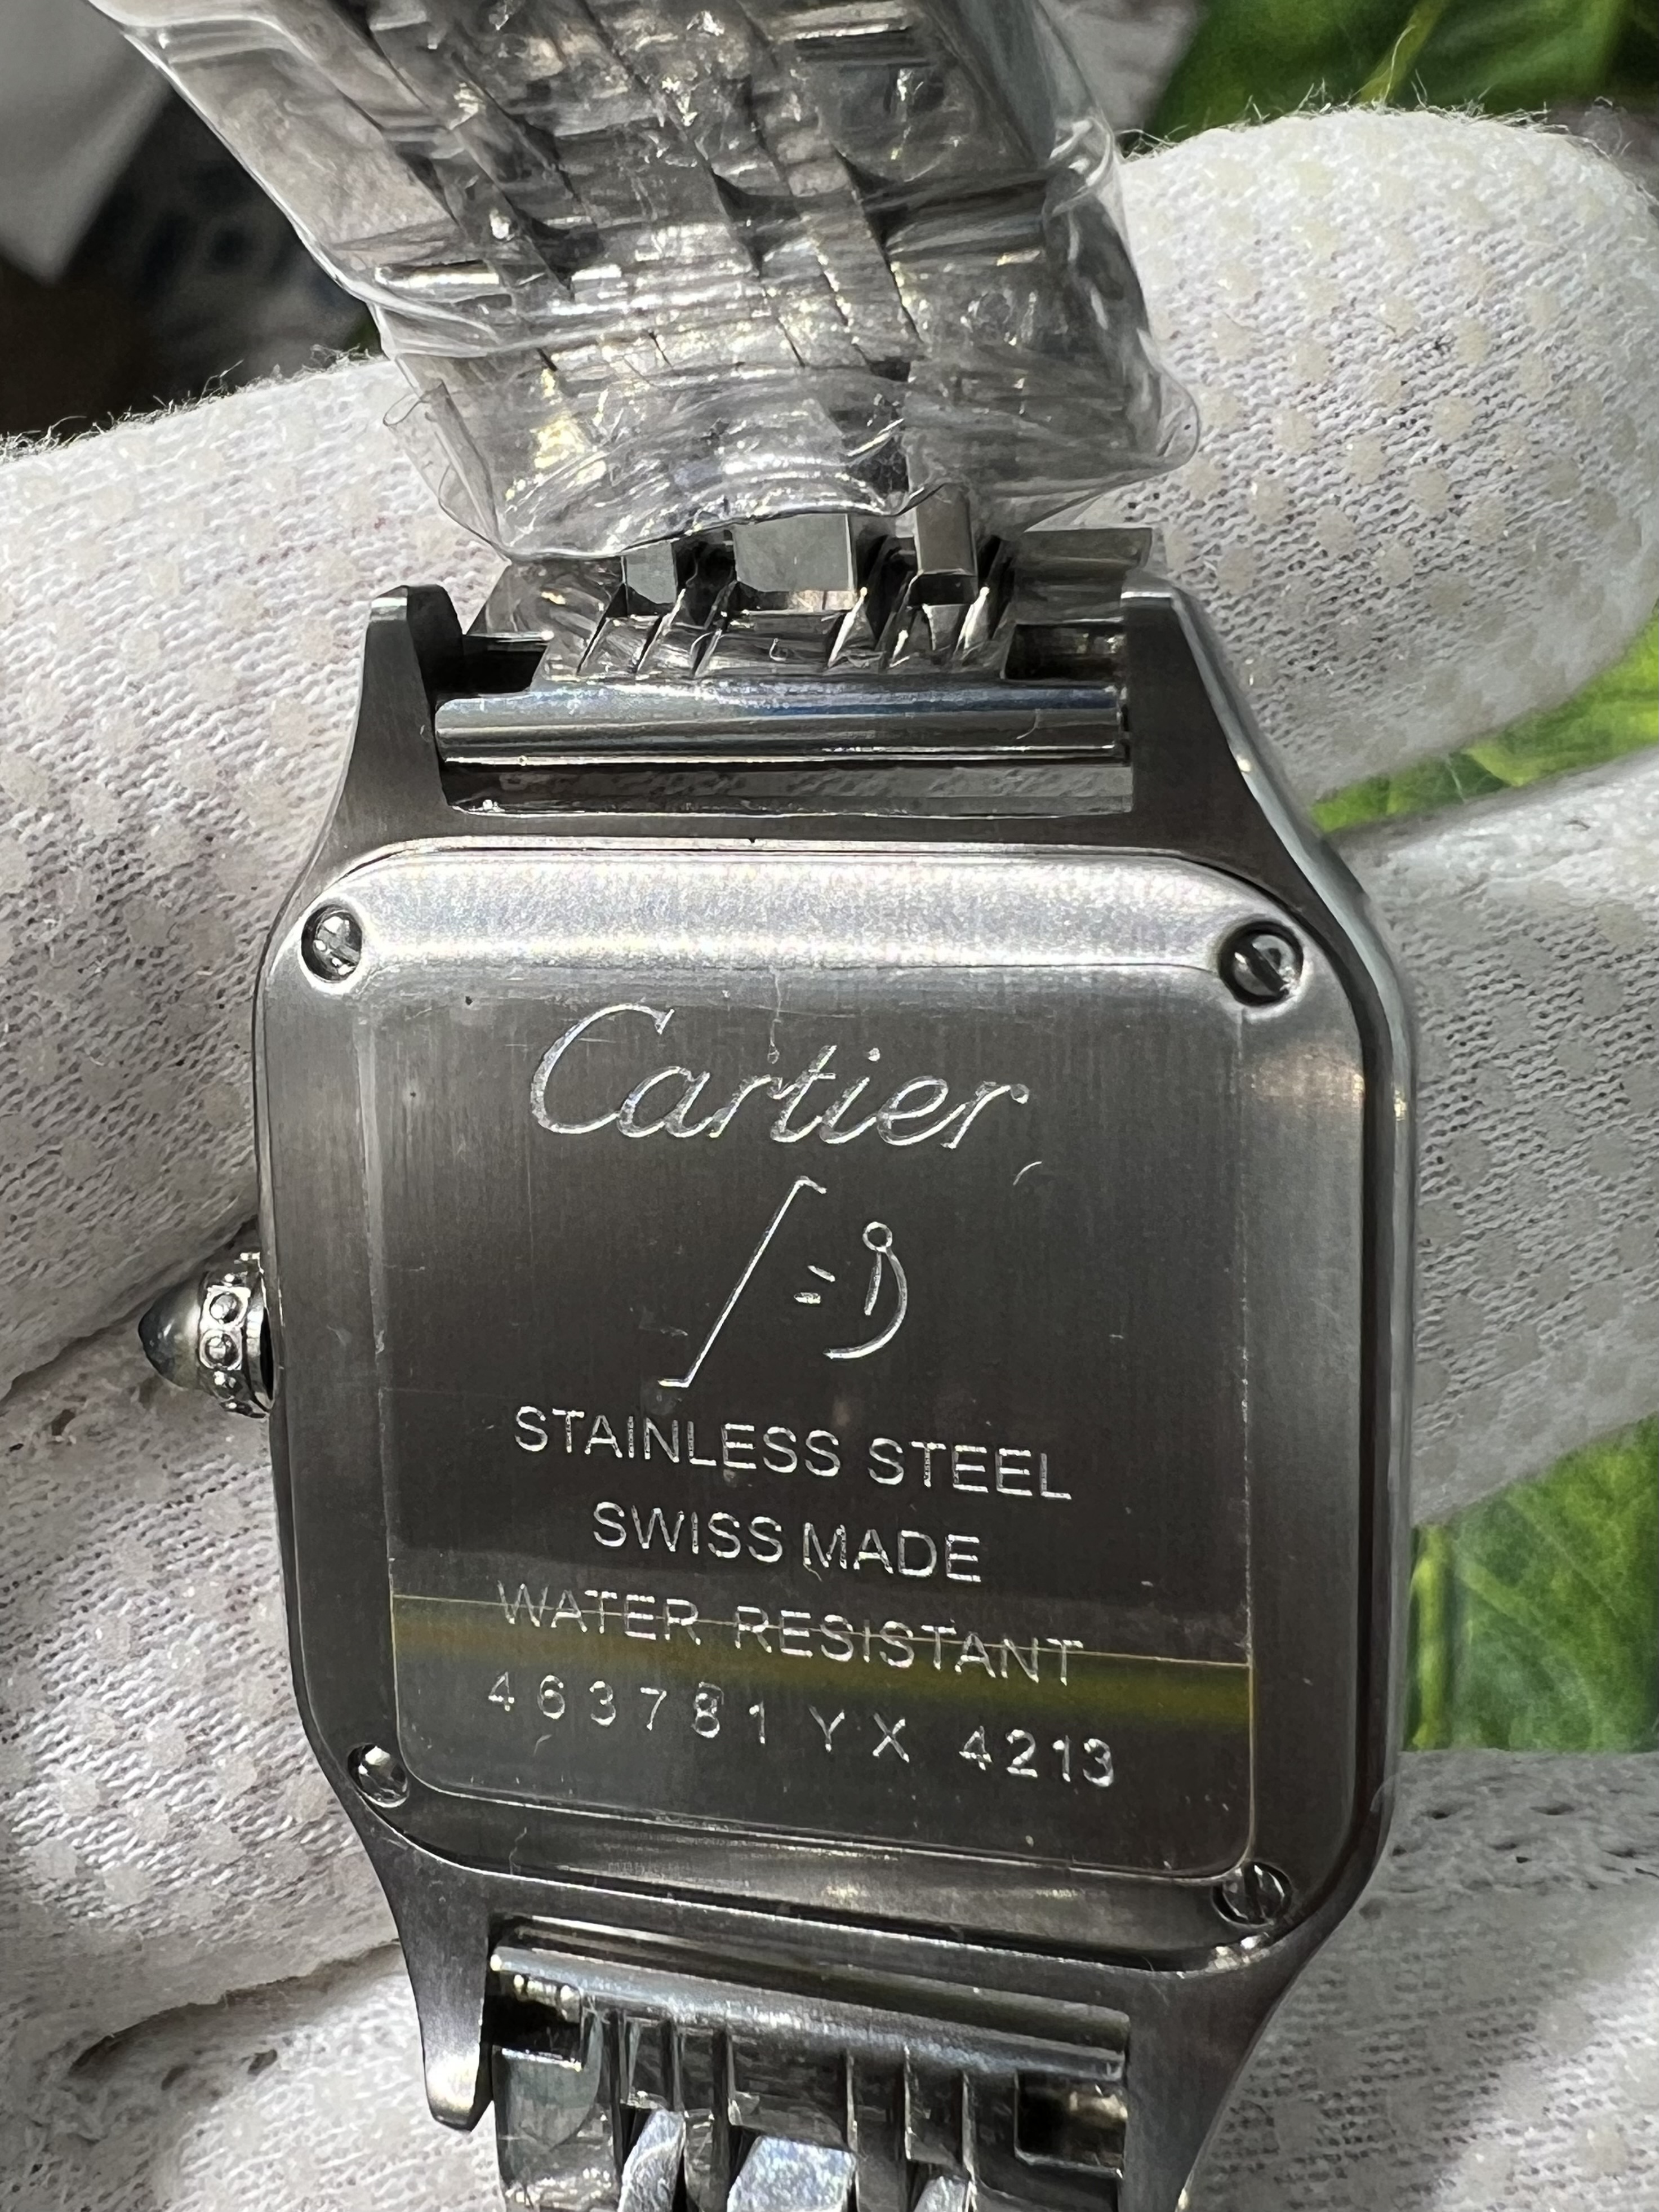 Cartier
STAINLESS STEEL
SWISS MADE
WATER RESISTANT
463781 YX 4213